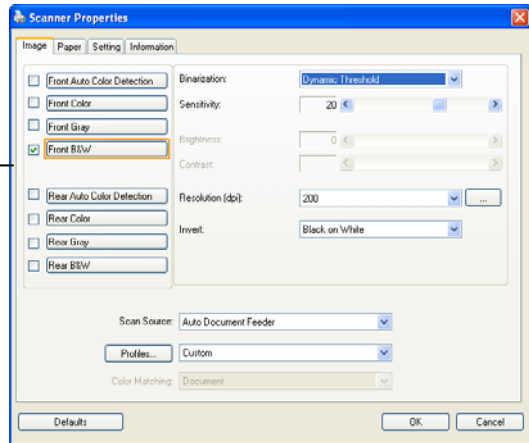 Scanner Properties
Image Paper Setting Information
Front Auto Color Detection
Front Color
Front Gray
Front B&W
Rear Auto Color Detection
Rear Color
Rear Gray
Rear B&W
Binarization: Dynamic Threshold
Sensitivity: 20
Brightness: 0
Contrast:
Resolution (dpi): 200 ...
Invert: Black on White
Scan Source: Auto Document Feeder
Profiles... Custom
Color Matching: Document
Defaults OK Cancel